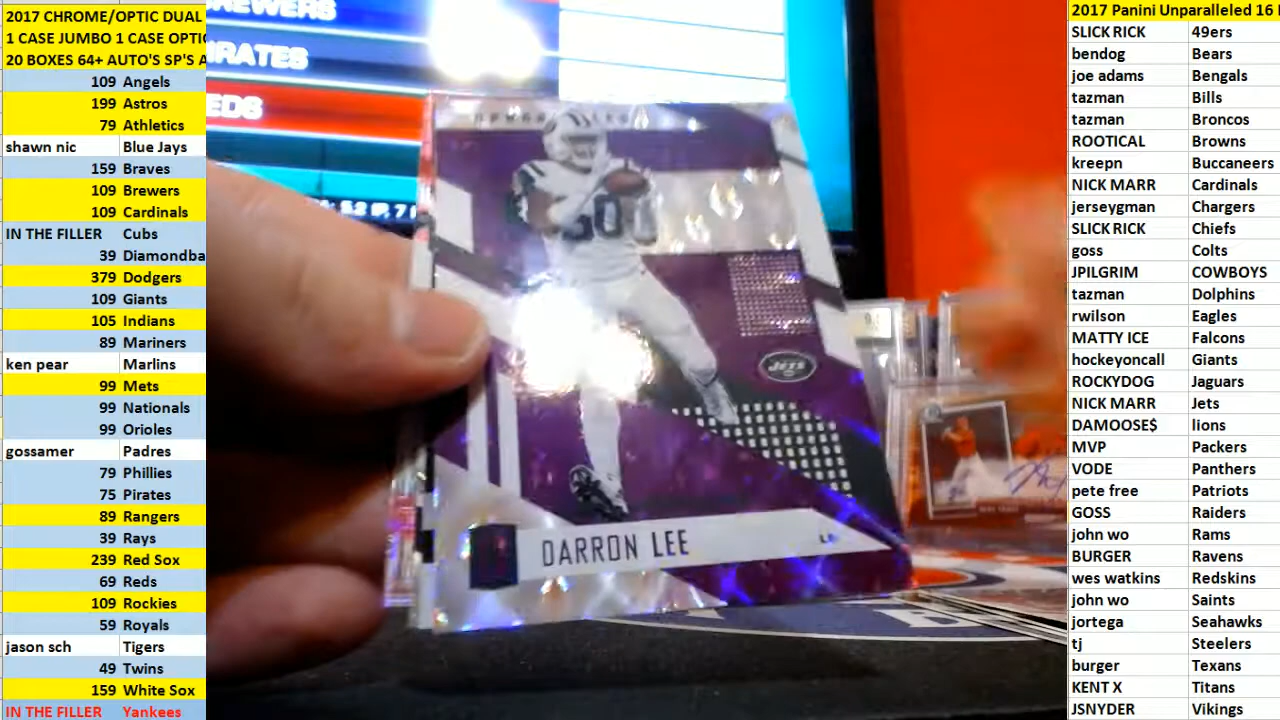 2017 CHROME/OPTIC DUAL
1 CASE JUMBO 1 CASE OPTIC
20 BOXES 64+ AUTO'S SP'S A
109 Angels
199 Astros
79 Athletics
shawn nic Blue Jays
159 Braves
109 Brewers
109 Cardinals
IN THE FILLER Cubs
39 Diamondba
379 Dodgers
109 Giants
105 Indians
89 Mariners
ken pear Marlins
99 Mets
99 Nationals
99 Orioles
gossamer Padres
79 Phillies
75 Pirates
89 Rangers
39 Rays
239 Red Sox
69 Reds
109 Rockies
59 Royals
jason sch Tigers
49 Twins
159 White Sox
IN THE FILLER Yankees
REWERS
IRATES
EDS
JETS
DARRON LEE
LB
2017 Panini Unparalleled 16
SLICK RICK 49ers
bendog Bears
joe adams Bengals
tazman Bills
tazman Broncos
ROOTICAL Browns
kreepn Buccaneers
NICK MARR Cardinals
jerseygman Chargers
SLICK RICK Chiefs
goss Colts
JPILGRIM COWBOYS
tazman Dolphins
rwilson Eagles
MATTY ICE Falcons
hockeyoncall Giants
ROCKYDOG Jaguars
NICK MARR Jets
DAMOOSE$ lions
MVP Packers
VODE Panthers
pete free Patriots
GOSS Raiders
john wo Rams
BURGER Ravens
wes watkins Redskins
john wo Saints
jortega Seahawks
tj Steelers
burger Texans
KENT X Titans
JSNYDER Vikings